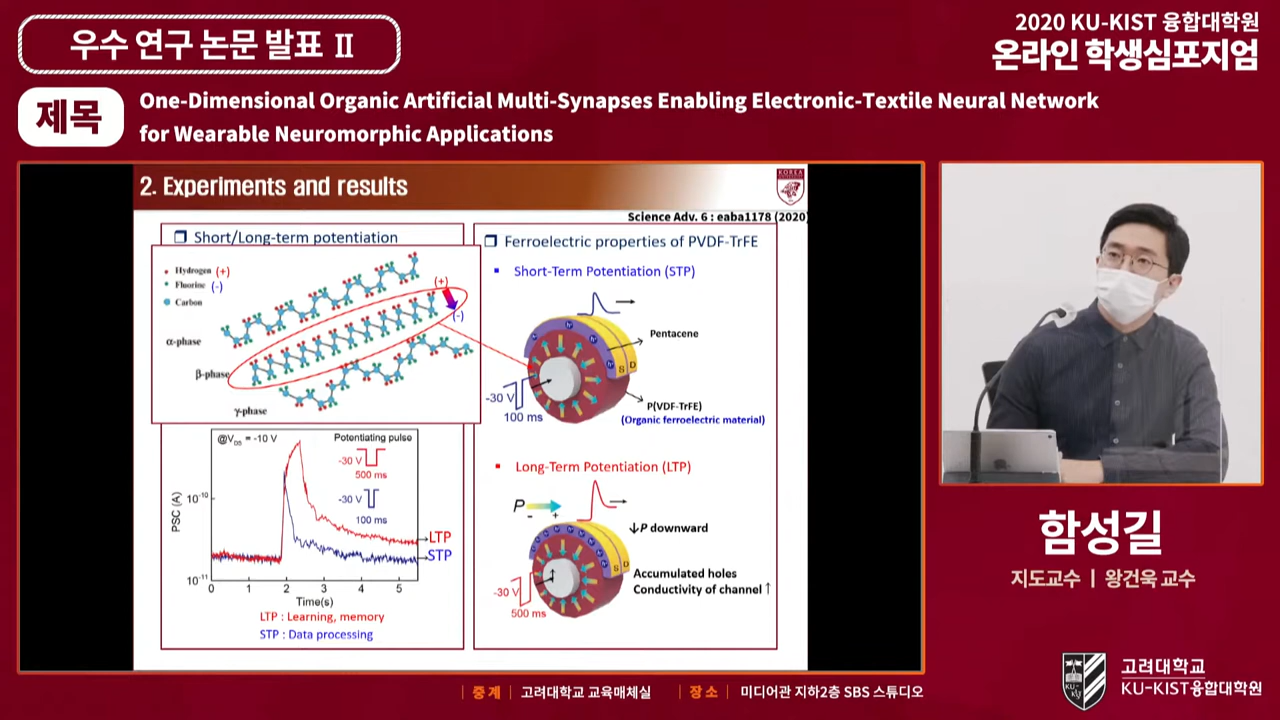 우수 연구 논문 발표 Ⅱ
2020 KU-KIST 융합대학원
온라인 학생심포지엄
제목
One-Dimensional Organic Artificial Multi-Synapses Enabling Electronic-Textile Neural Network
for Wearable Neuromorphic Applications
2. Experiments and results
KOREA
Science Adv. 6 : eaba1178 (2020)
Short/Long-term potentiation
Hydrogen (+)
Fluorine (-)
Carbon
(+)
(-)
α-phase
β-phase
γ-phase
@V_DS = -10 V
Potentiating pulse
-30 V
500 ms
-30 V
100 ms
PSC (A)
10⁻¹⁰
10⁻¹¹
LTP
STP
0 1 2 3 4 5
Time(s)
LTP : Learning, memory
STP : Data processing
Ferroelectric properties of PVDF-TrFE
Short-Term Potentiation (STP)
Pentacene
h⁺ h⁺ h⁺
S D
-30 V
100 ms
P(VDF-TrFE)
(Organic ferroelectric material)
Long-Term Potentiation (LTP)
P
- +
↓P downward
S D
Accumulated holes
Conductivity of channel ↑
-30 V
500 ms
함성길
지도교수 | 왕건욱 교수
KU-KIST
고려대학교
KU-KIST융합대학원
| 중 계 | 고려대학교 교육매체실 | 장 소 | 미디어관 지하2층 SBS 스튜디오